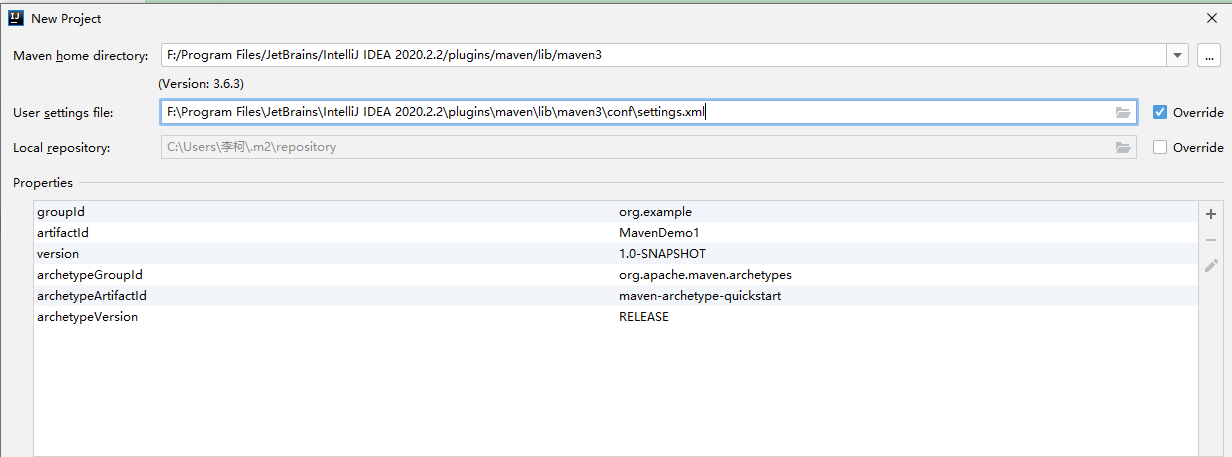 New Project
Maven home directory: F:/Program Files/JetBrains/IntelliJ IDEA 2020.2.2/plugins/maven/lib/maven3 ...
(Version: 3.6.3)
User settings file: F:\Program Files\JetBrains\IntelliJ IDEA 2020.2.2\plugins\maven\lib\maven3\conf\settings.xml Override
Local repository: C:\Users\李柯\.m2\repository Override
Properties
groupId org.example
artifactId MavenDemo1
version 1.0-SNAPSHOT
archetypeGroupId org.apache.maven.archetypes
archetypeArtifactId maven-archetype-quickstart
archetypeVersion RELEASE